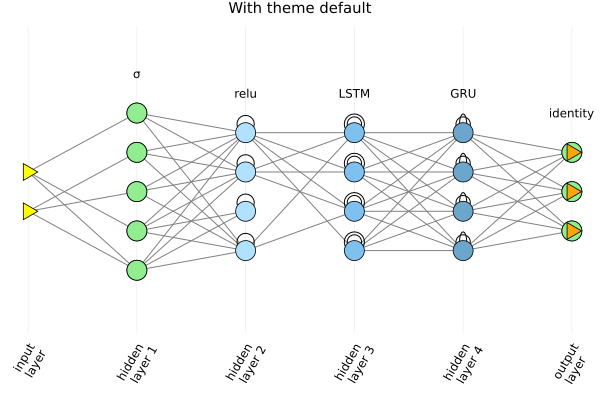 With theme default
σ
relu
LSTM
GRU
identity
input
layer
hidden
layer 1
hidden
layer 2
hidden
layer 3
hidden
layer 4
output
layer